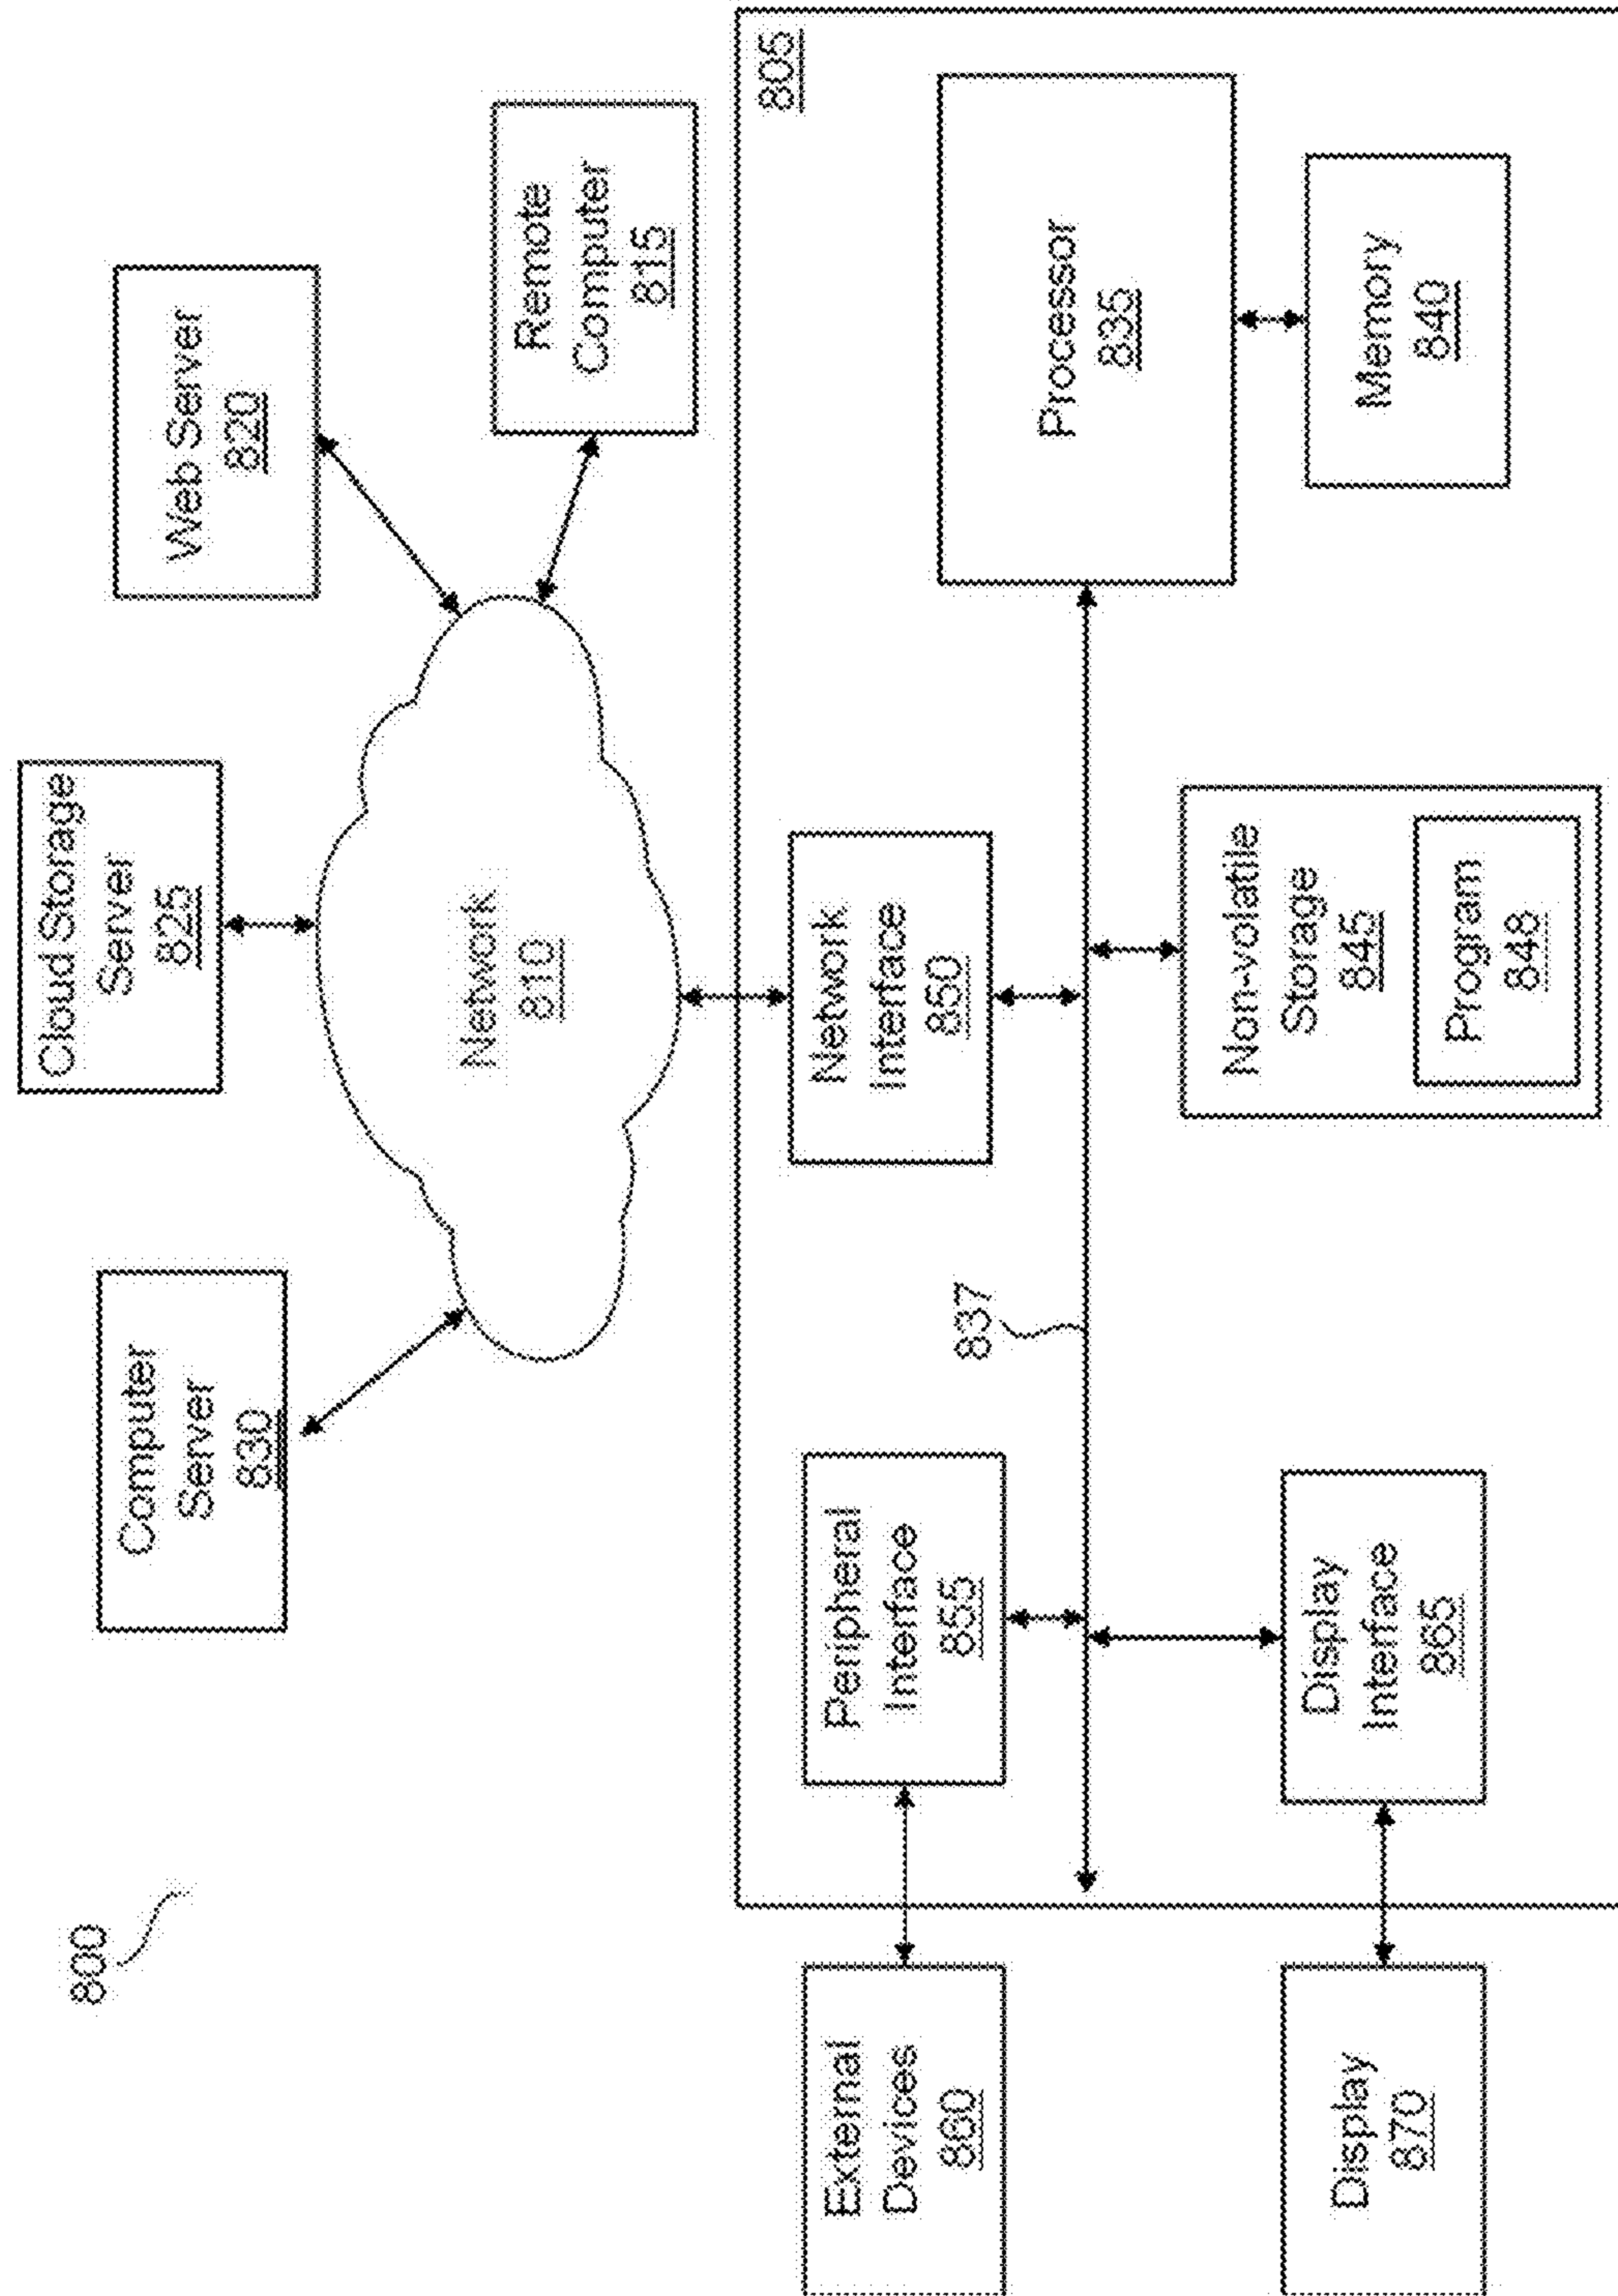 800
Computer
Server
830
Cloud Storage
Server
825
Web Server
820
Remote
Computer
815
Network
810
805
External
Devices
860
Peripheral
Interface
855
Network
Interface
850
Processor
835
837
Display
870
Display
Interface
865
Non-volatile
Storage
845
Program
848
Memory
840